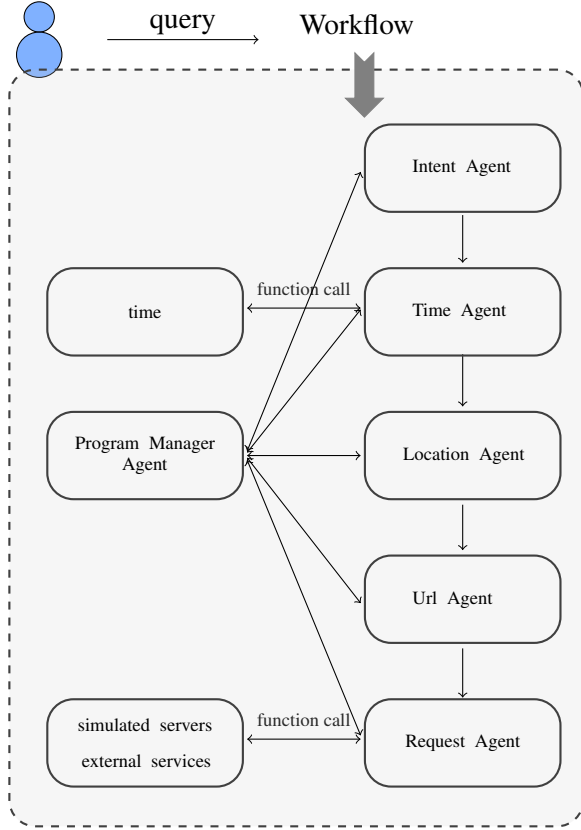 query
Workflow
Intent Agent
function call
time
Time Agent
Program Manager
Agent
Location Agent
Url Agent
simulated servers
external services
function call
Request Agent